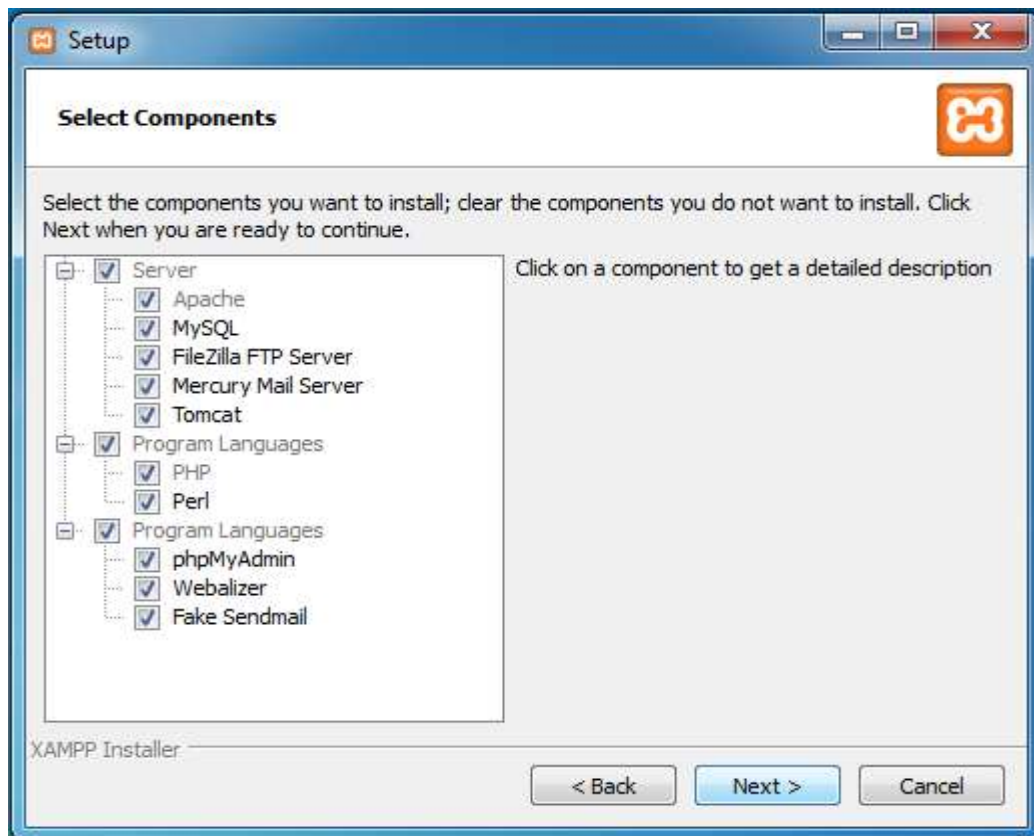 Setup
Select Components
Select the components you want to install; clear the components you do not want to install. Click
Next when you are ready to continue.
Server
Apache
MySQL
FileZilla FTP Server
Mercury Mail Server
Tomcat
Program Languages
PHP
Perl
Program Languages
phpMyAdmin
Webalizer
Fake Sendmail
Click on a component to get a detailed description
XAMPP Installer
< Back
Next >
Cancel